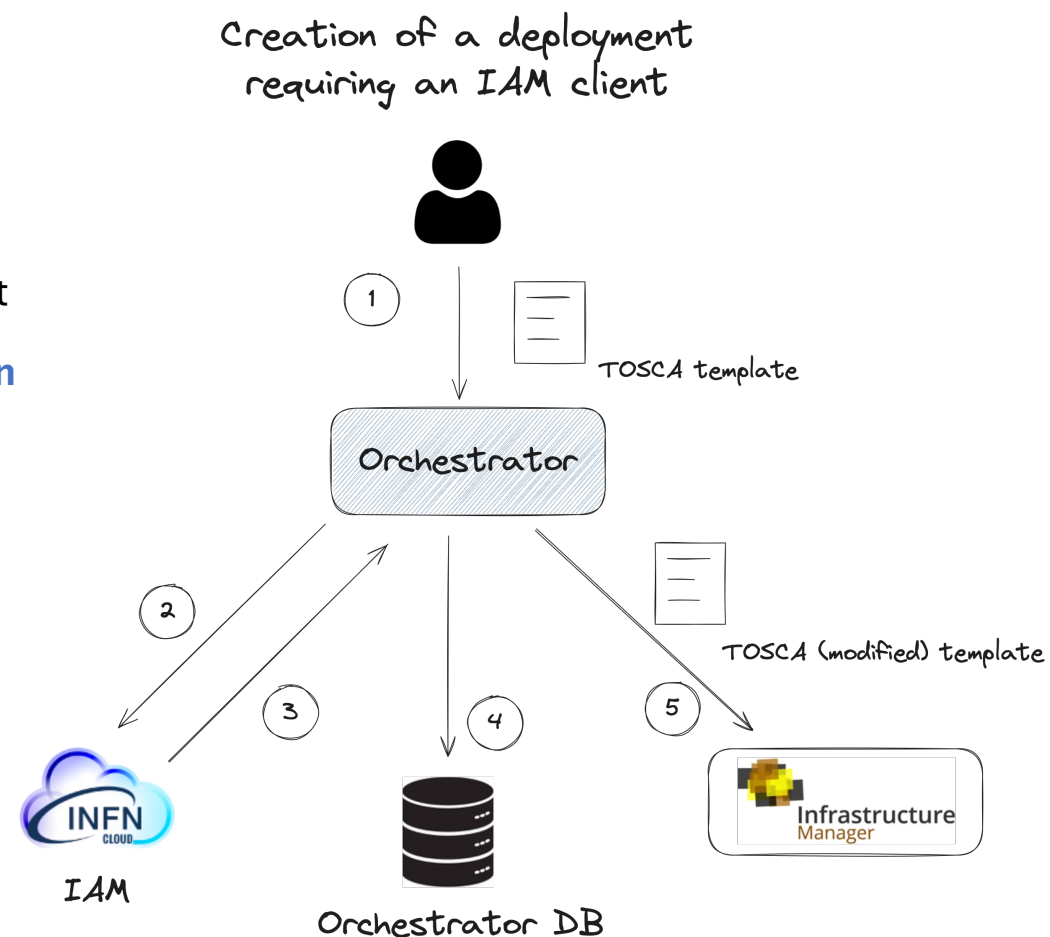 Creation of a deployment
requiring an IAM client
t
n
1
TOSCA template
Orchestrator
2
3
4
5
TOSCA (modified) template
INFN
CLOUD
IAM
Orchestrator DB
Infrastructure
Manager